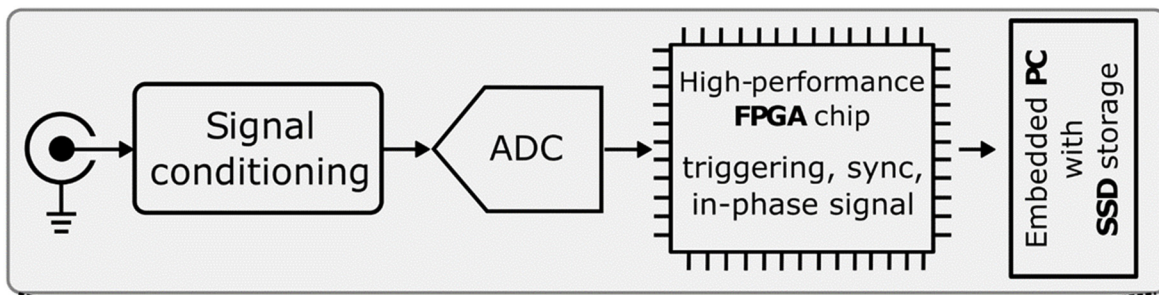 Signal
conditioning
ADC
High-performance
FPGA chip
triggering, sync,
in-phase signal
Embedded PC
with
SSD storage